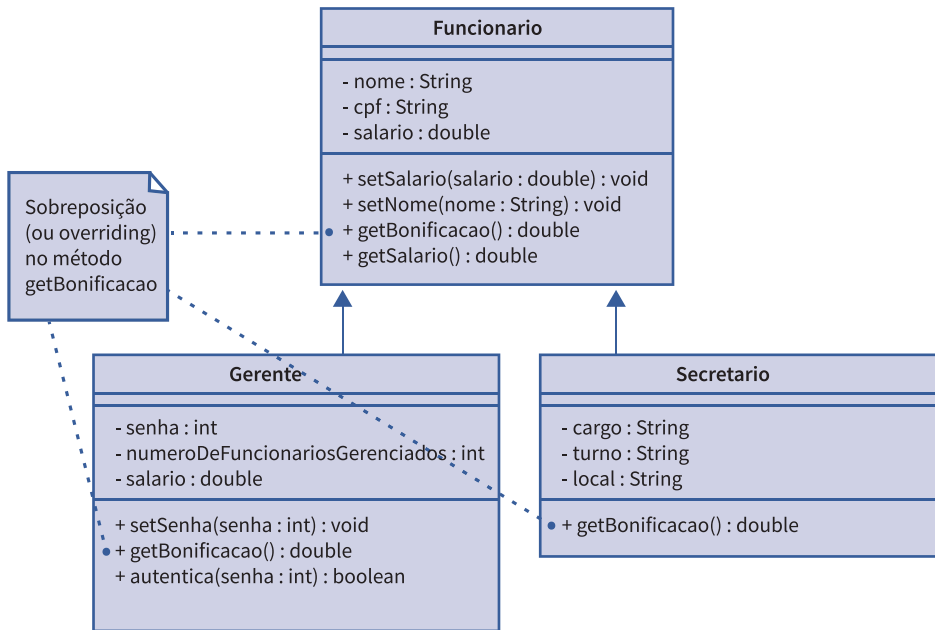 Funcionario
- nome : String
- cpf : String
- salario : double
+ setSalario(salario : double) : void
+ setNome(nome : String) : void
+ getBonificacao() : double
+ getSalario() : double
Sobreposição
(ou overriding)
no método
getBonificacao
Gerente
- senha : int
- numeroDeFuncionariosGerenciados : int
- salario : double
+ setSenha(senha : int) : void
+ getBonificacao() : double
+ autentica(senha : int) : boolean
Secretario
- cargo : String
- turno : String
- local : String
+ getBonificacao() : double